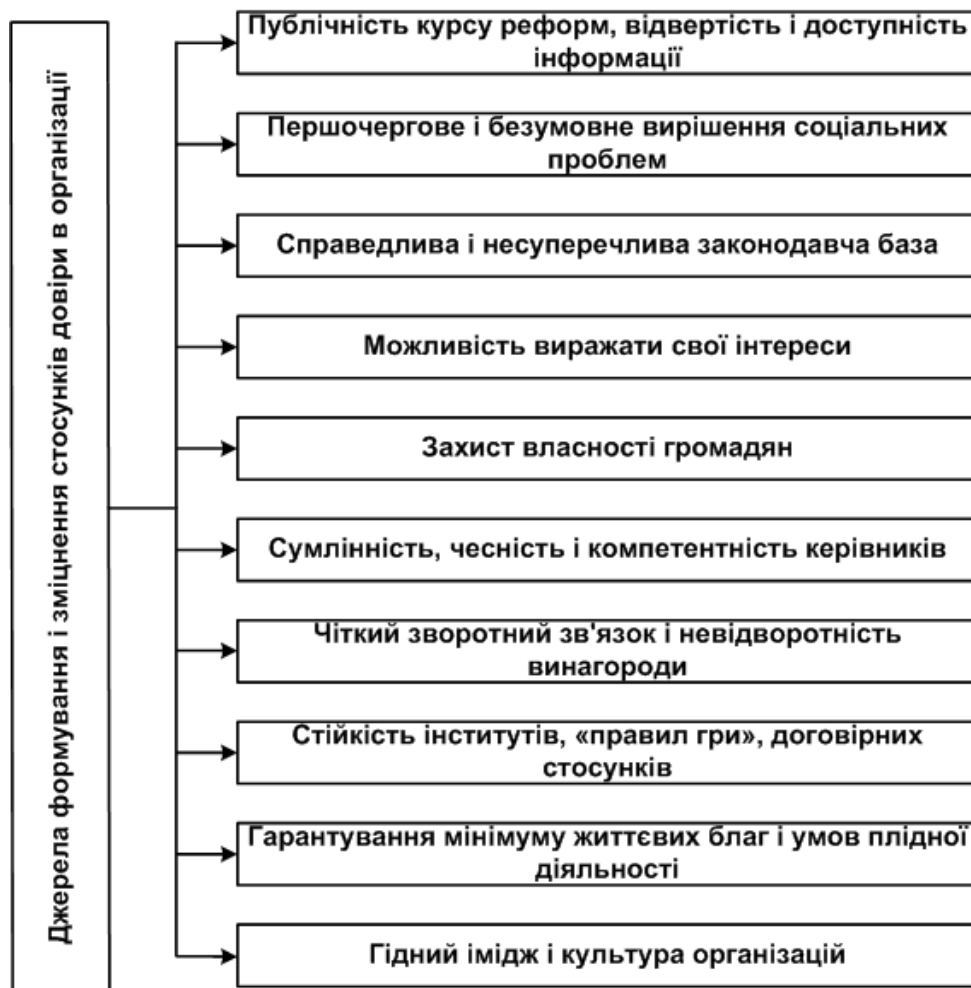 Джерела формування і зміцнення стосунків довіри в організації
Публічність курсу реформ, відвертість і доступність
інформації
Першочергове і безумовне вирішення соціальних
проблем
Справедлива і несуперечлива законодавча база
Можливість виражати свої інтереси
Захист власності громадян
Сумлінність, чесність і компетентність керівників
Чіткий зворотний зв'язок і невідворотність
винагороди
Стійкість інститутів, «правил гри», договірних
стосунків
Гарантування мінімуму життєвих благ і умов плідної
діяльності
Гідний імідж і культура організацій